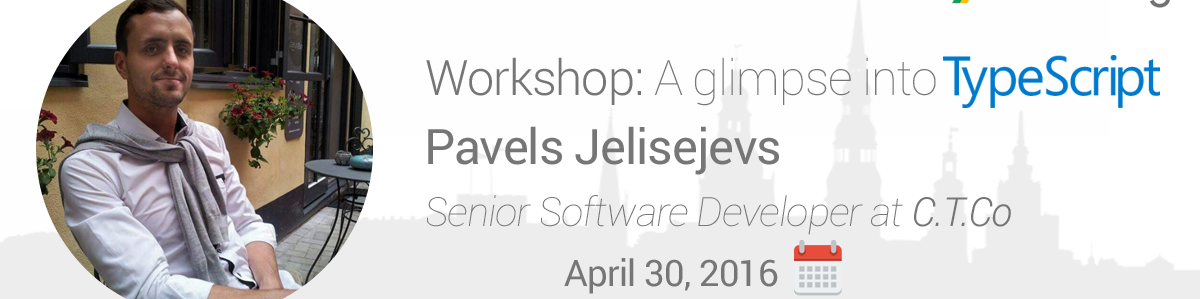 Workshop: A glimpse into TypeScript
Pavels Jelisejevs
Senior Software Developer at C.T.Co
April 30, 2016